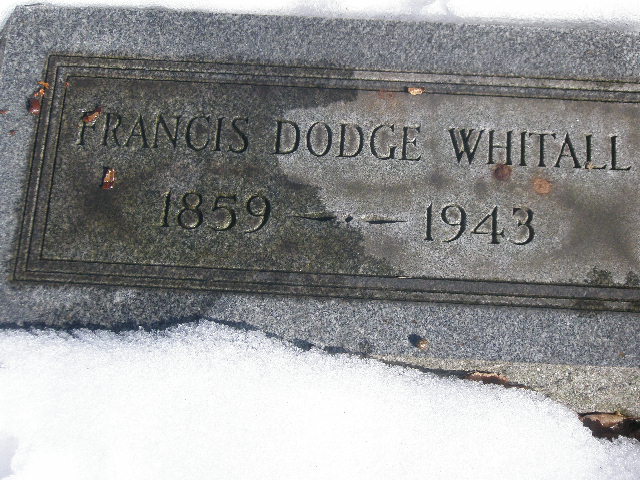 FRANCIS DODGE WHITALL
1859 — · — 1943